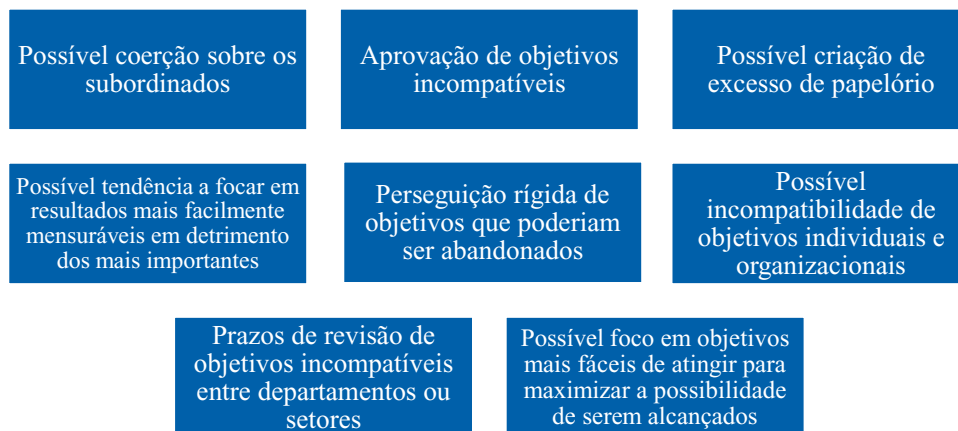 Possível coerção sobre os
subordinados
Aprovação de objetivos
incompatíveis
Possível criação de
excesso de papelório
Possível tendência a focar em
resultados mais facilmente
mensuráveis em detrimento
dos mais importantes
Perseguição rígida de
objetivos que poderiam
ser abandonados
Possível
incompatibilidade de
objetivos individuais e
organizacionais
Prazos de revisão de
objetivos incompatíveis
entre departamentos ou
setores
Possível foco em objetivos
mais fáceis de atingir para
maximizar a possibilidade
de serem alcançados